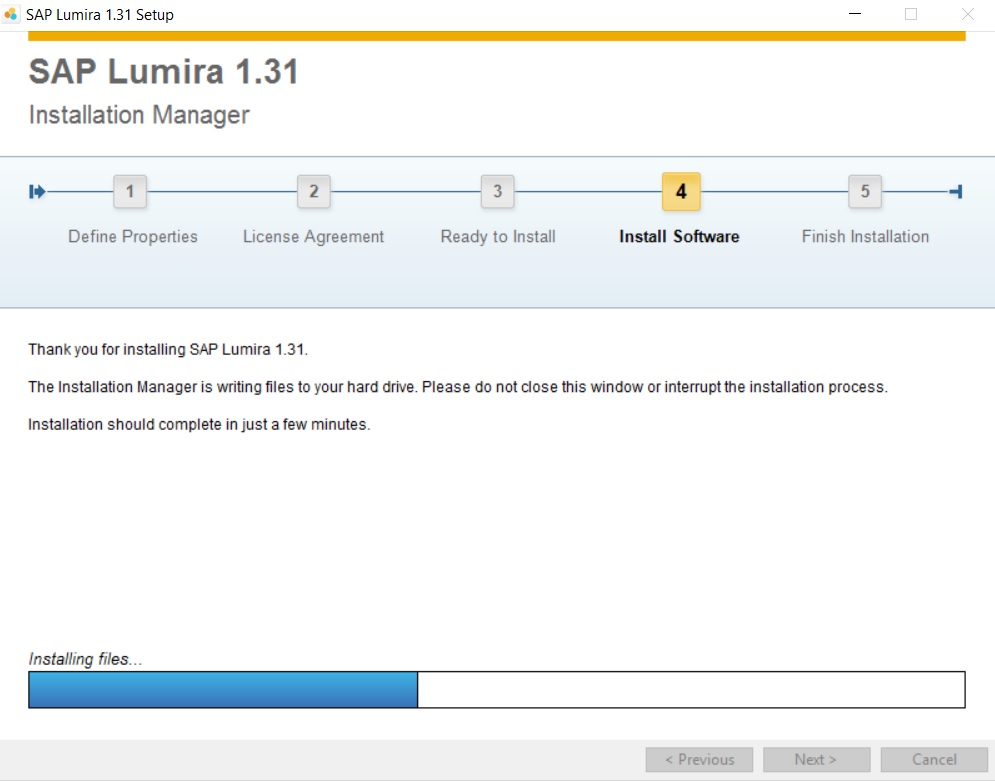 SAP Lumira 1.31 Setup
SAP Lumira 1.31
Installation Manager
1
2
3
4
5
Define Properties
License Agreement
Ready to Install
Install Software
Finish Installation
Thank you for installing SAP Lumira 1.31.
The Installation Manager is writing files to your hard drive. Please do not close this window or interrupt the installation process.
Installation should complete in just a few minutes.
Installing files...
< Previous
Next >
Cancel